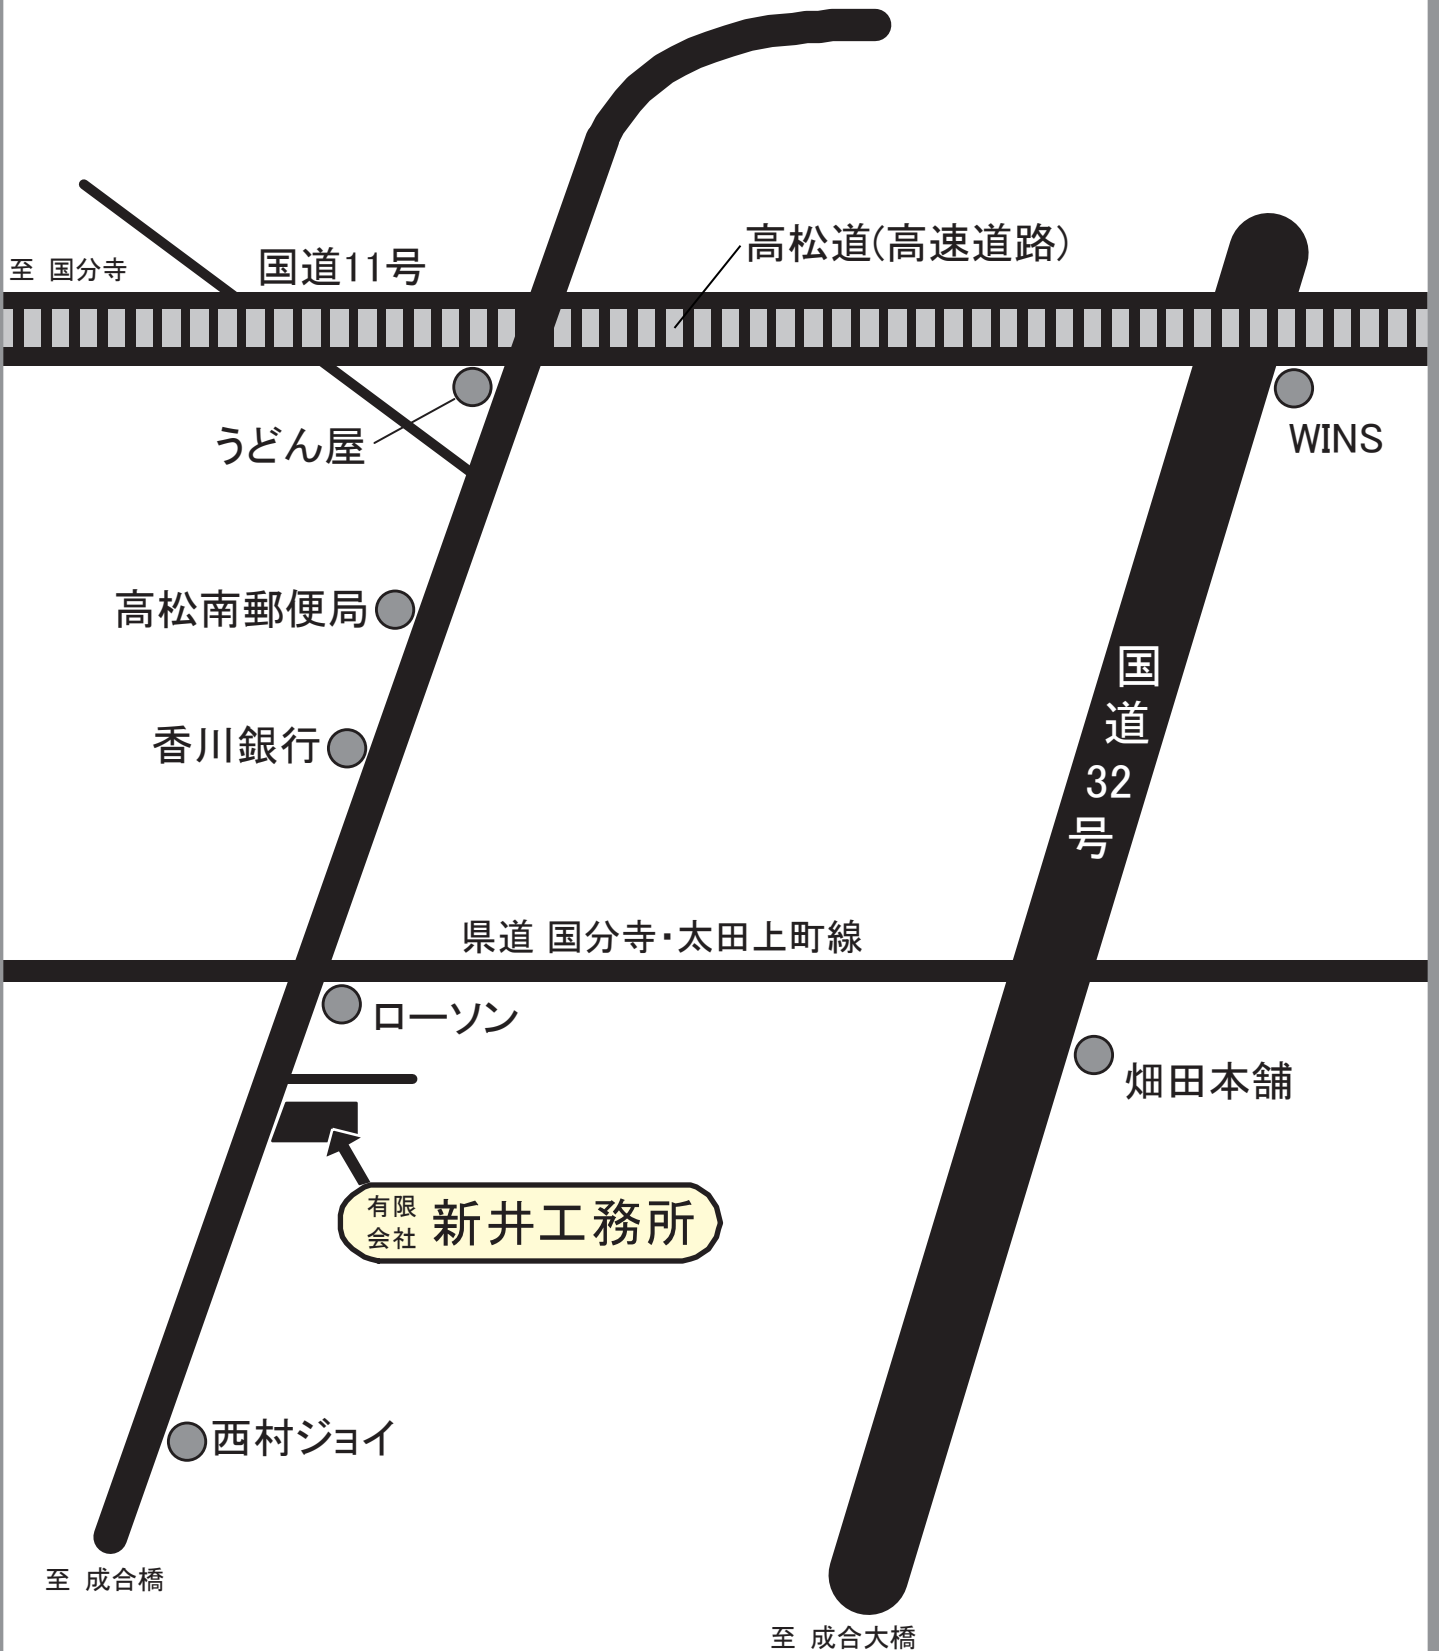 高松道(高速道路)
国道11号
至 国分寺
うどん屋
WINS
高松南郵便局
国道32号
香川銀行
県道 国分寺・太田上町線
ローソン
畑田本舗
有限会社 新井工務所
西村ジョイ
至 成合橋
至 成合大橋